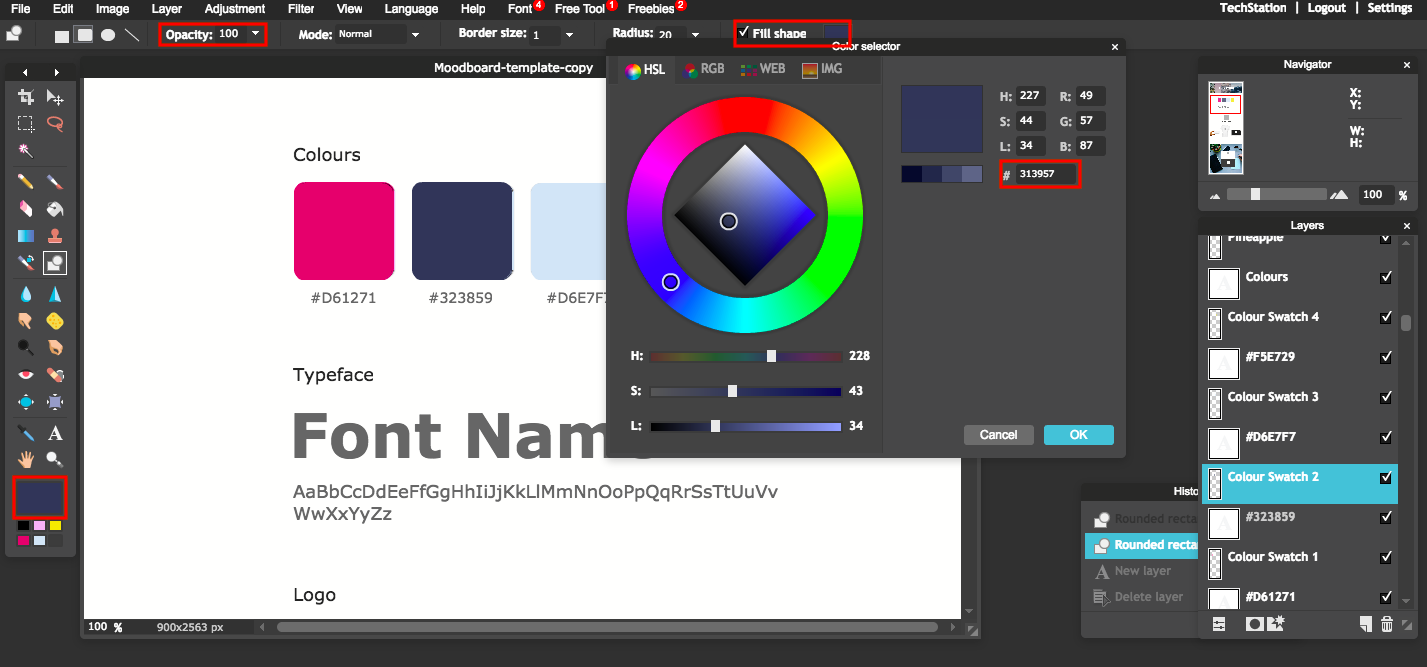 File Edit Image Layer Adjustment Filter View Language Help Font 4 Free Tool 1 Freebies 2 TechStation | Logout | Settings
Opacity: 100 Mode: Normal Border size: 1 Radius: 20 Fill shape
Color selector
Moodboard-template-copy
HSL RGB WEB IMG
H: 227 R: 49
S: 44 G: 57
L: 34 B: 87
# 313957
H: 228
S: 43
L: 34
Cancel OK
Colours
#D61271 #323859 #D6E7F7
Typeface
Font Nam
AaBbCcDdEeFfGgHhIiJjKkLlMmNnOoPpQqRrSsTtUuVv
WwXxYyZz
Logo
100 % 900x2563 px
Navigator
X:
Y:
W:
H:
100 %
Layers
Pineapple
Colours
Colour Swatch 4
#F5E729
Colour Swatch 3
#D6E7F7
Colour Swatch 2
#323859
Colour Swatch 1
#D61271
Histo
Rounded recta
Rounded recta
New layer
Delete layer